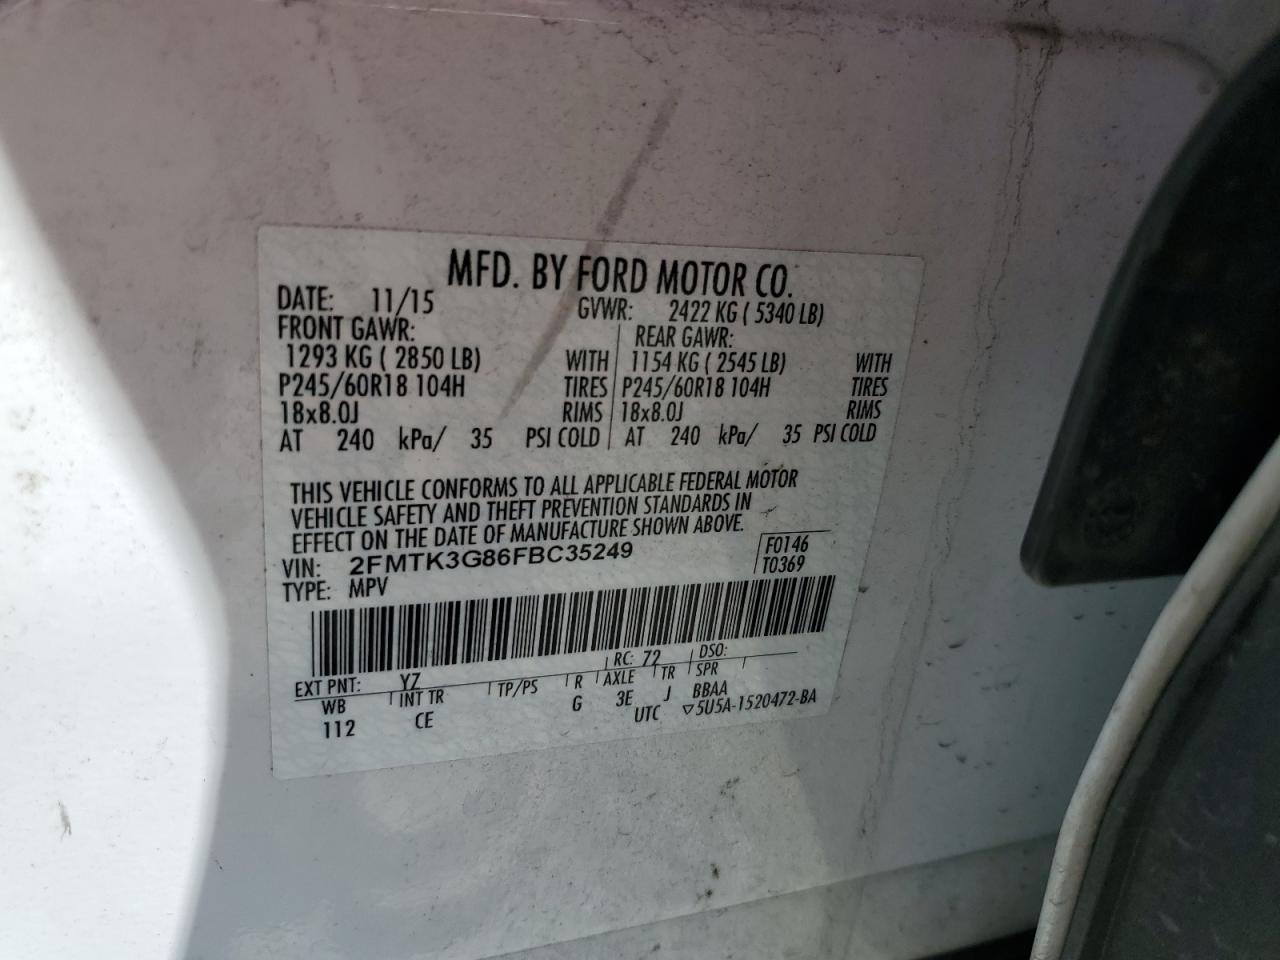 MFD. BY FORD MOTOR CO.
DATE: 11/15 GVWR: 2422 KG ( 5340 LB)
FRONT GAWR: REAR GAWR:
1293 KG ( 2850 LB) WITH 1154 KG ( 2545 LB) WITH
P245/60R18 104H TIRES P245/60R18 104H TIRES
18x8.0J RIMS 18x8.0J RIMS
AT 240 kPa/ 35 PSI COLD AT 240 kPa/ 35 PSI COLD
THIS VEHICLE CONFORMS TO ALL APPLICABLE FEDERAL MOTOR
VEHICLE SAFETY AND THEFT PREVENTION STANDARDS IN
EFFECT ON THE DATE OF MANUFACTURE SHOWN ABOVE.
VIN: 2FMTK3G86FBC35249 F0146
TYPE: MPV T0369
EXT PNT: YZ RC: 72 DSO:
WB INT TR TP/PS R AXLE TR SPR
112 CE G 3E J BBAA
UTC ▽5U5A-1520472-BA